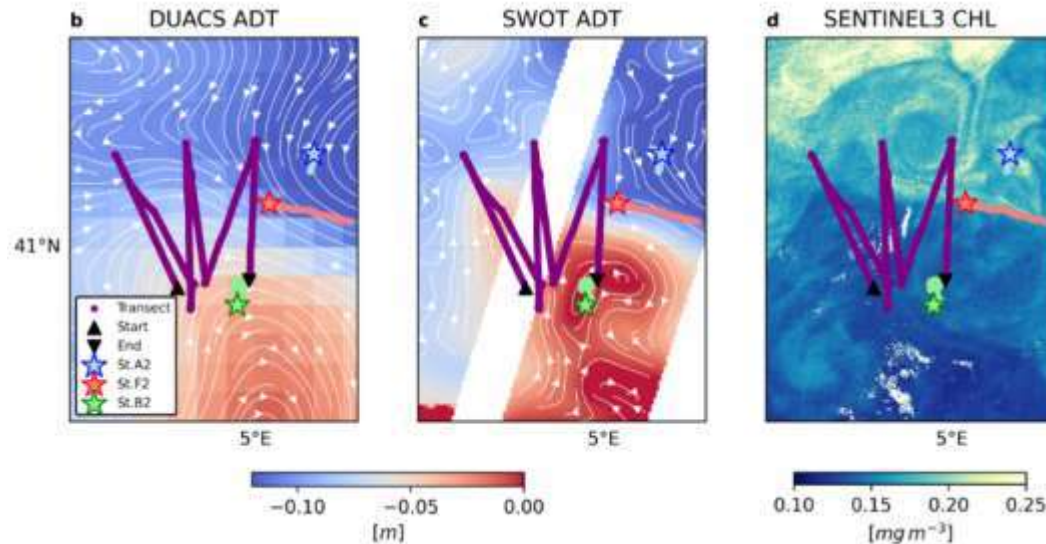 b DUACS ADT
c SWOT ADT
d SENTINEL3 CHL
41°N
Transect
Start
End
St.A2
St.F2
St.B2
5°E
5°E
5°E
−0.10 −0.05 0.00
[m]
0.10 0.15 0.20 0.25
[mg m⁻³]